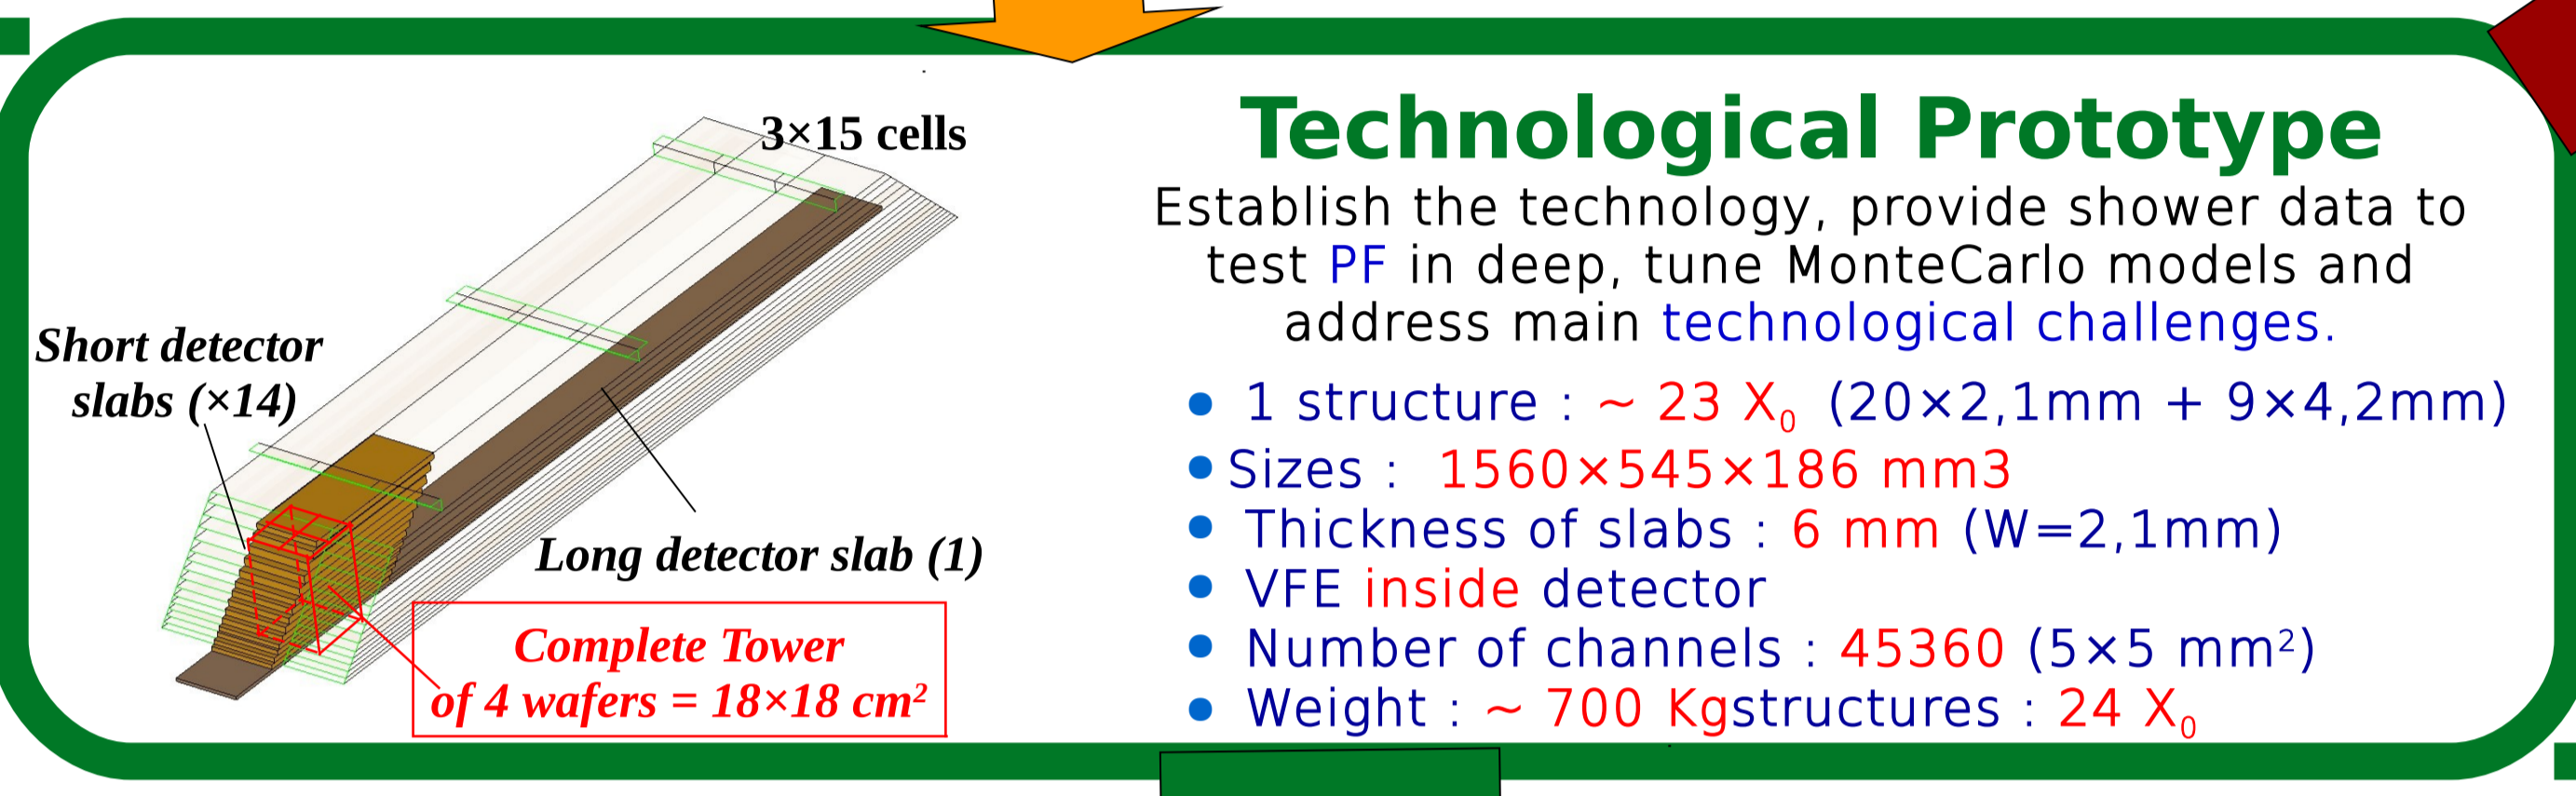 3×15 cells
Short detector
slabs (×14)
Long detector slab (1)
Complete Tower
of 4 wafers = 18×18 cm²
Technological Prototype
Establish the technology, provide shower data to
test PF in deep, tune MonteCarlo models and
address main technological challenges.
• 1 structure : ~ 23 X₀ (20×2,1mm + 9×4,2mm)
• Sizes : 1560×545×186 mm3
• Thickness of slabs : 6 mm (W=2,1mm)
• VFE inside detector
• Number of channels : 45360 (5×5 mm²)
• Weight : ~ 700 Kgstructures : 24 X₀